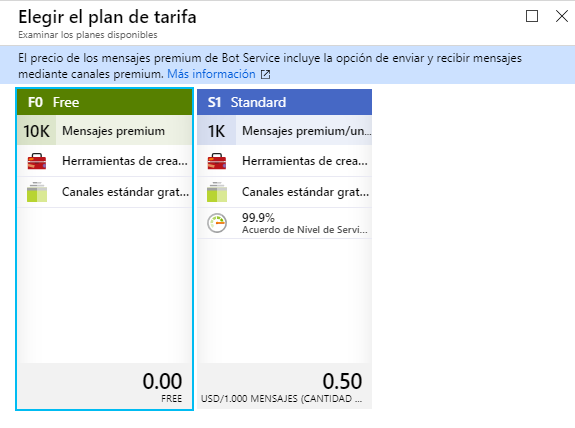 Elegir el plan de tarifa
Examinar los planes disponibles
El precio de los mensajes premium de Bot Service incluye la opción de enviar y recibir mensajes
mediante canales premium. Más información
F0 Free
10K Mensajes premium
Herramientas de crea...
Canales estándar grat...
0.00
FREE
S1 Standard
1K Mensajes premium/un...
Herramientas de crea...
Canales estándar grat...
99.9%
Acuerdo de Nivel de Servi...
0.50
USD/1.000 MENSAJES (CANTIDAD ...